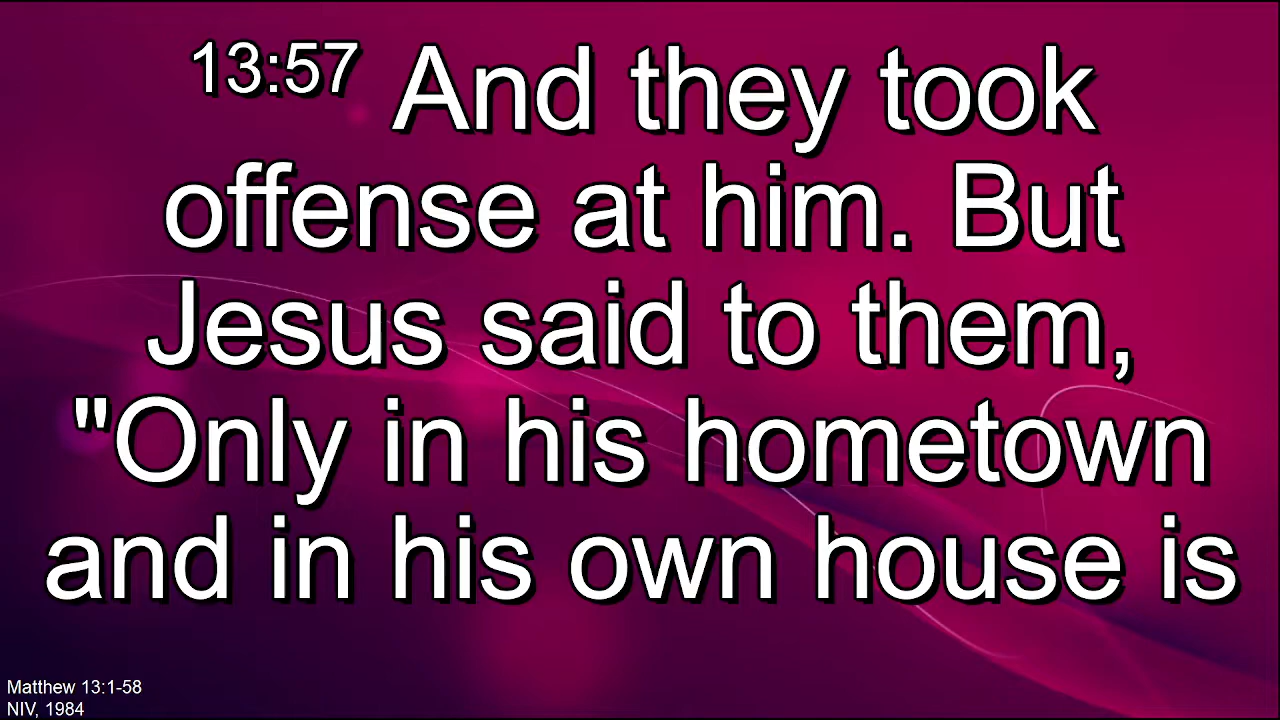 13:57 And they took
offense at him. But
Jesus said to them,
"Only in his hometown
and in his own house is
Matthew 13:1-58
NIV, 1984